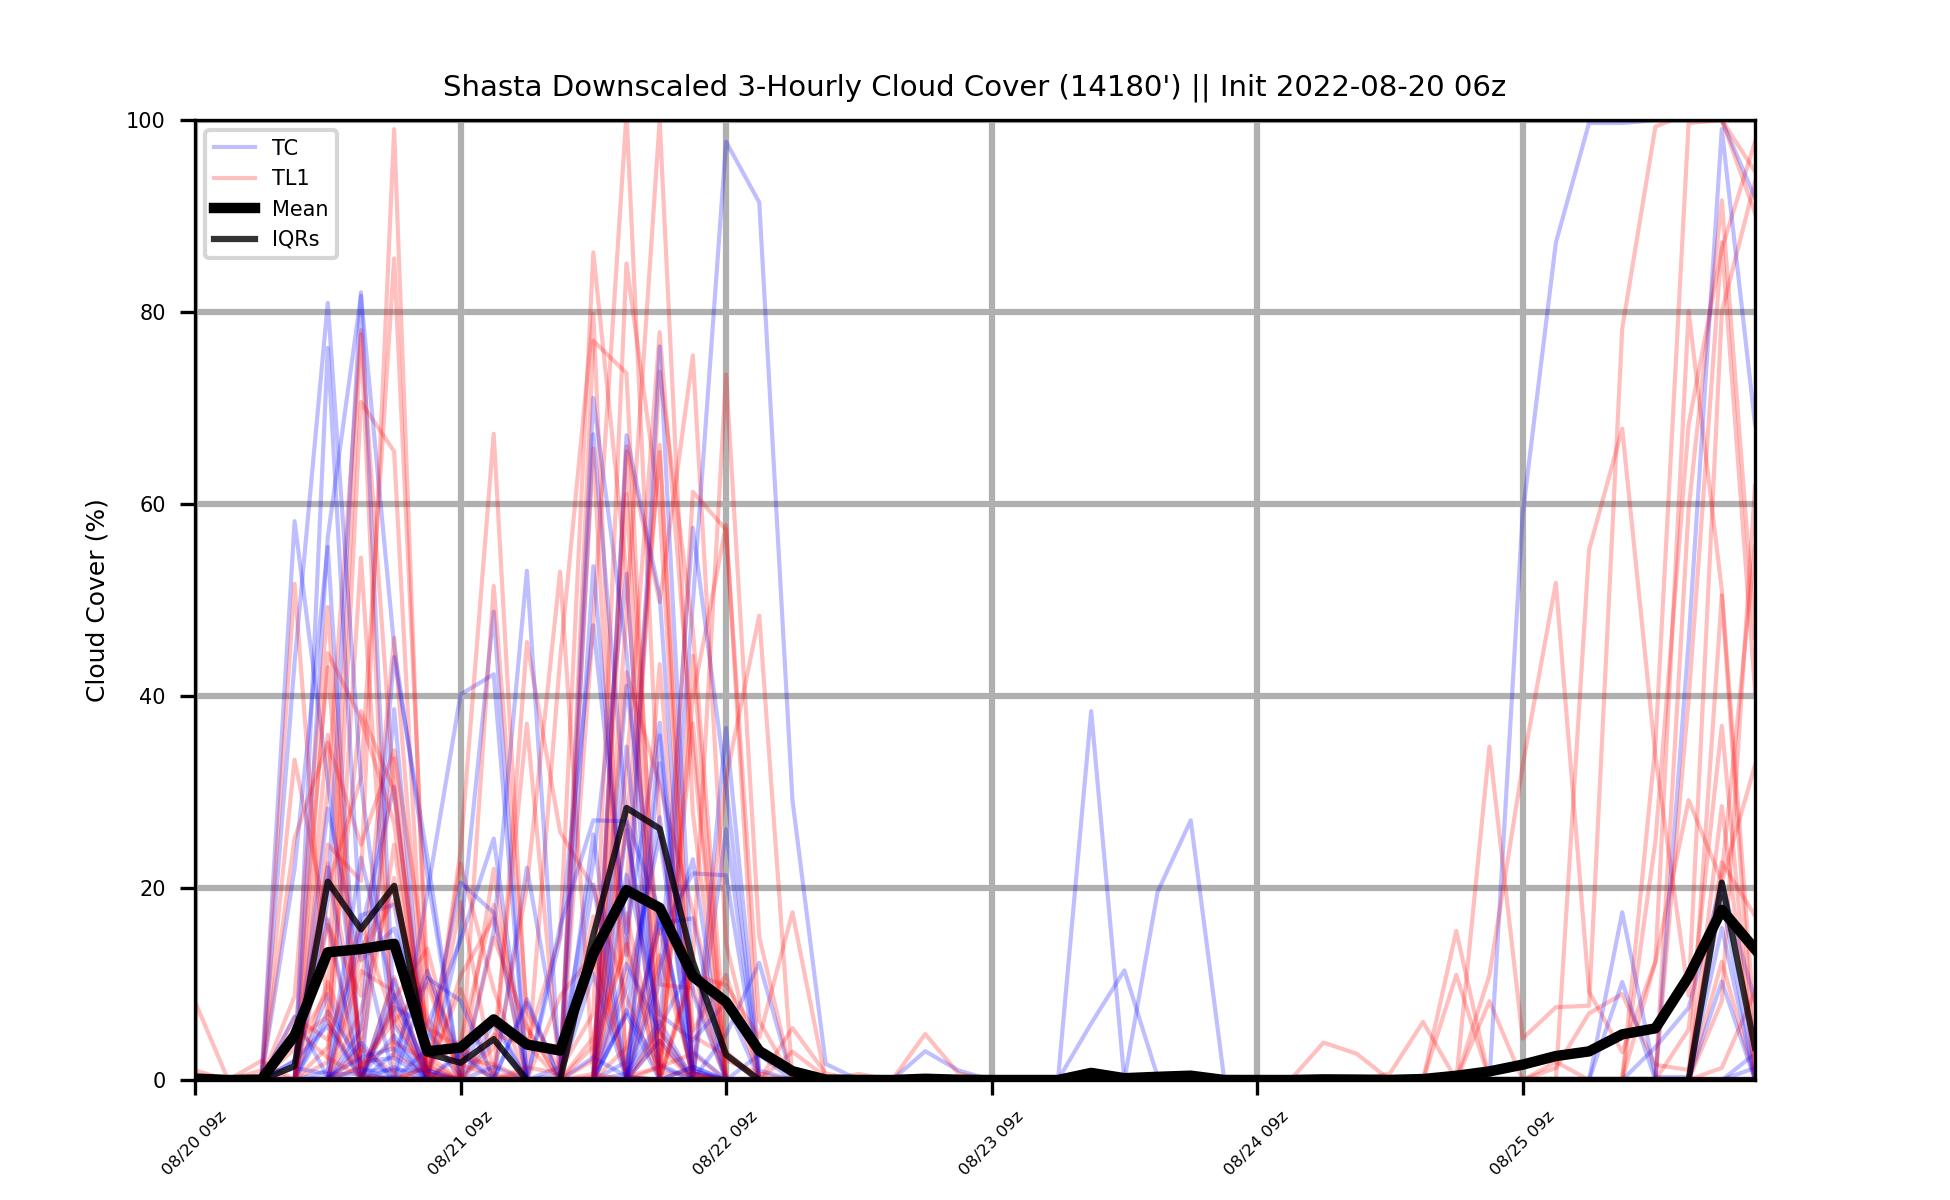 Shasta Downscaled 3-Hourly Cloud Cover (14180') || Init 2022-08-20 06z
100
80
60
40
20
0
Cloud Cover (%)
TC
TL1
Mean
IQRs
08/20 09z
08/21 09z
08/22 09z
08/23 09z
08/24 09z
08/25 09z